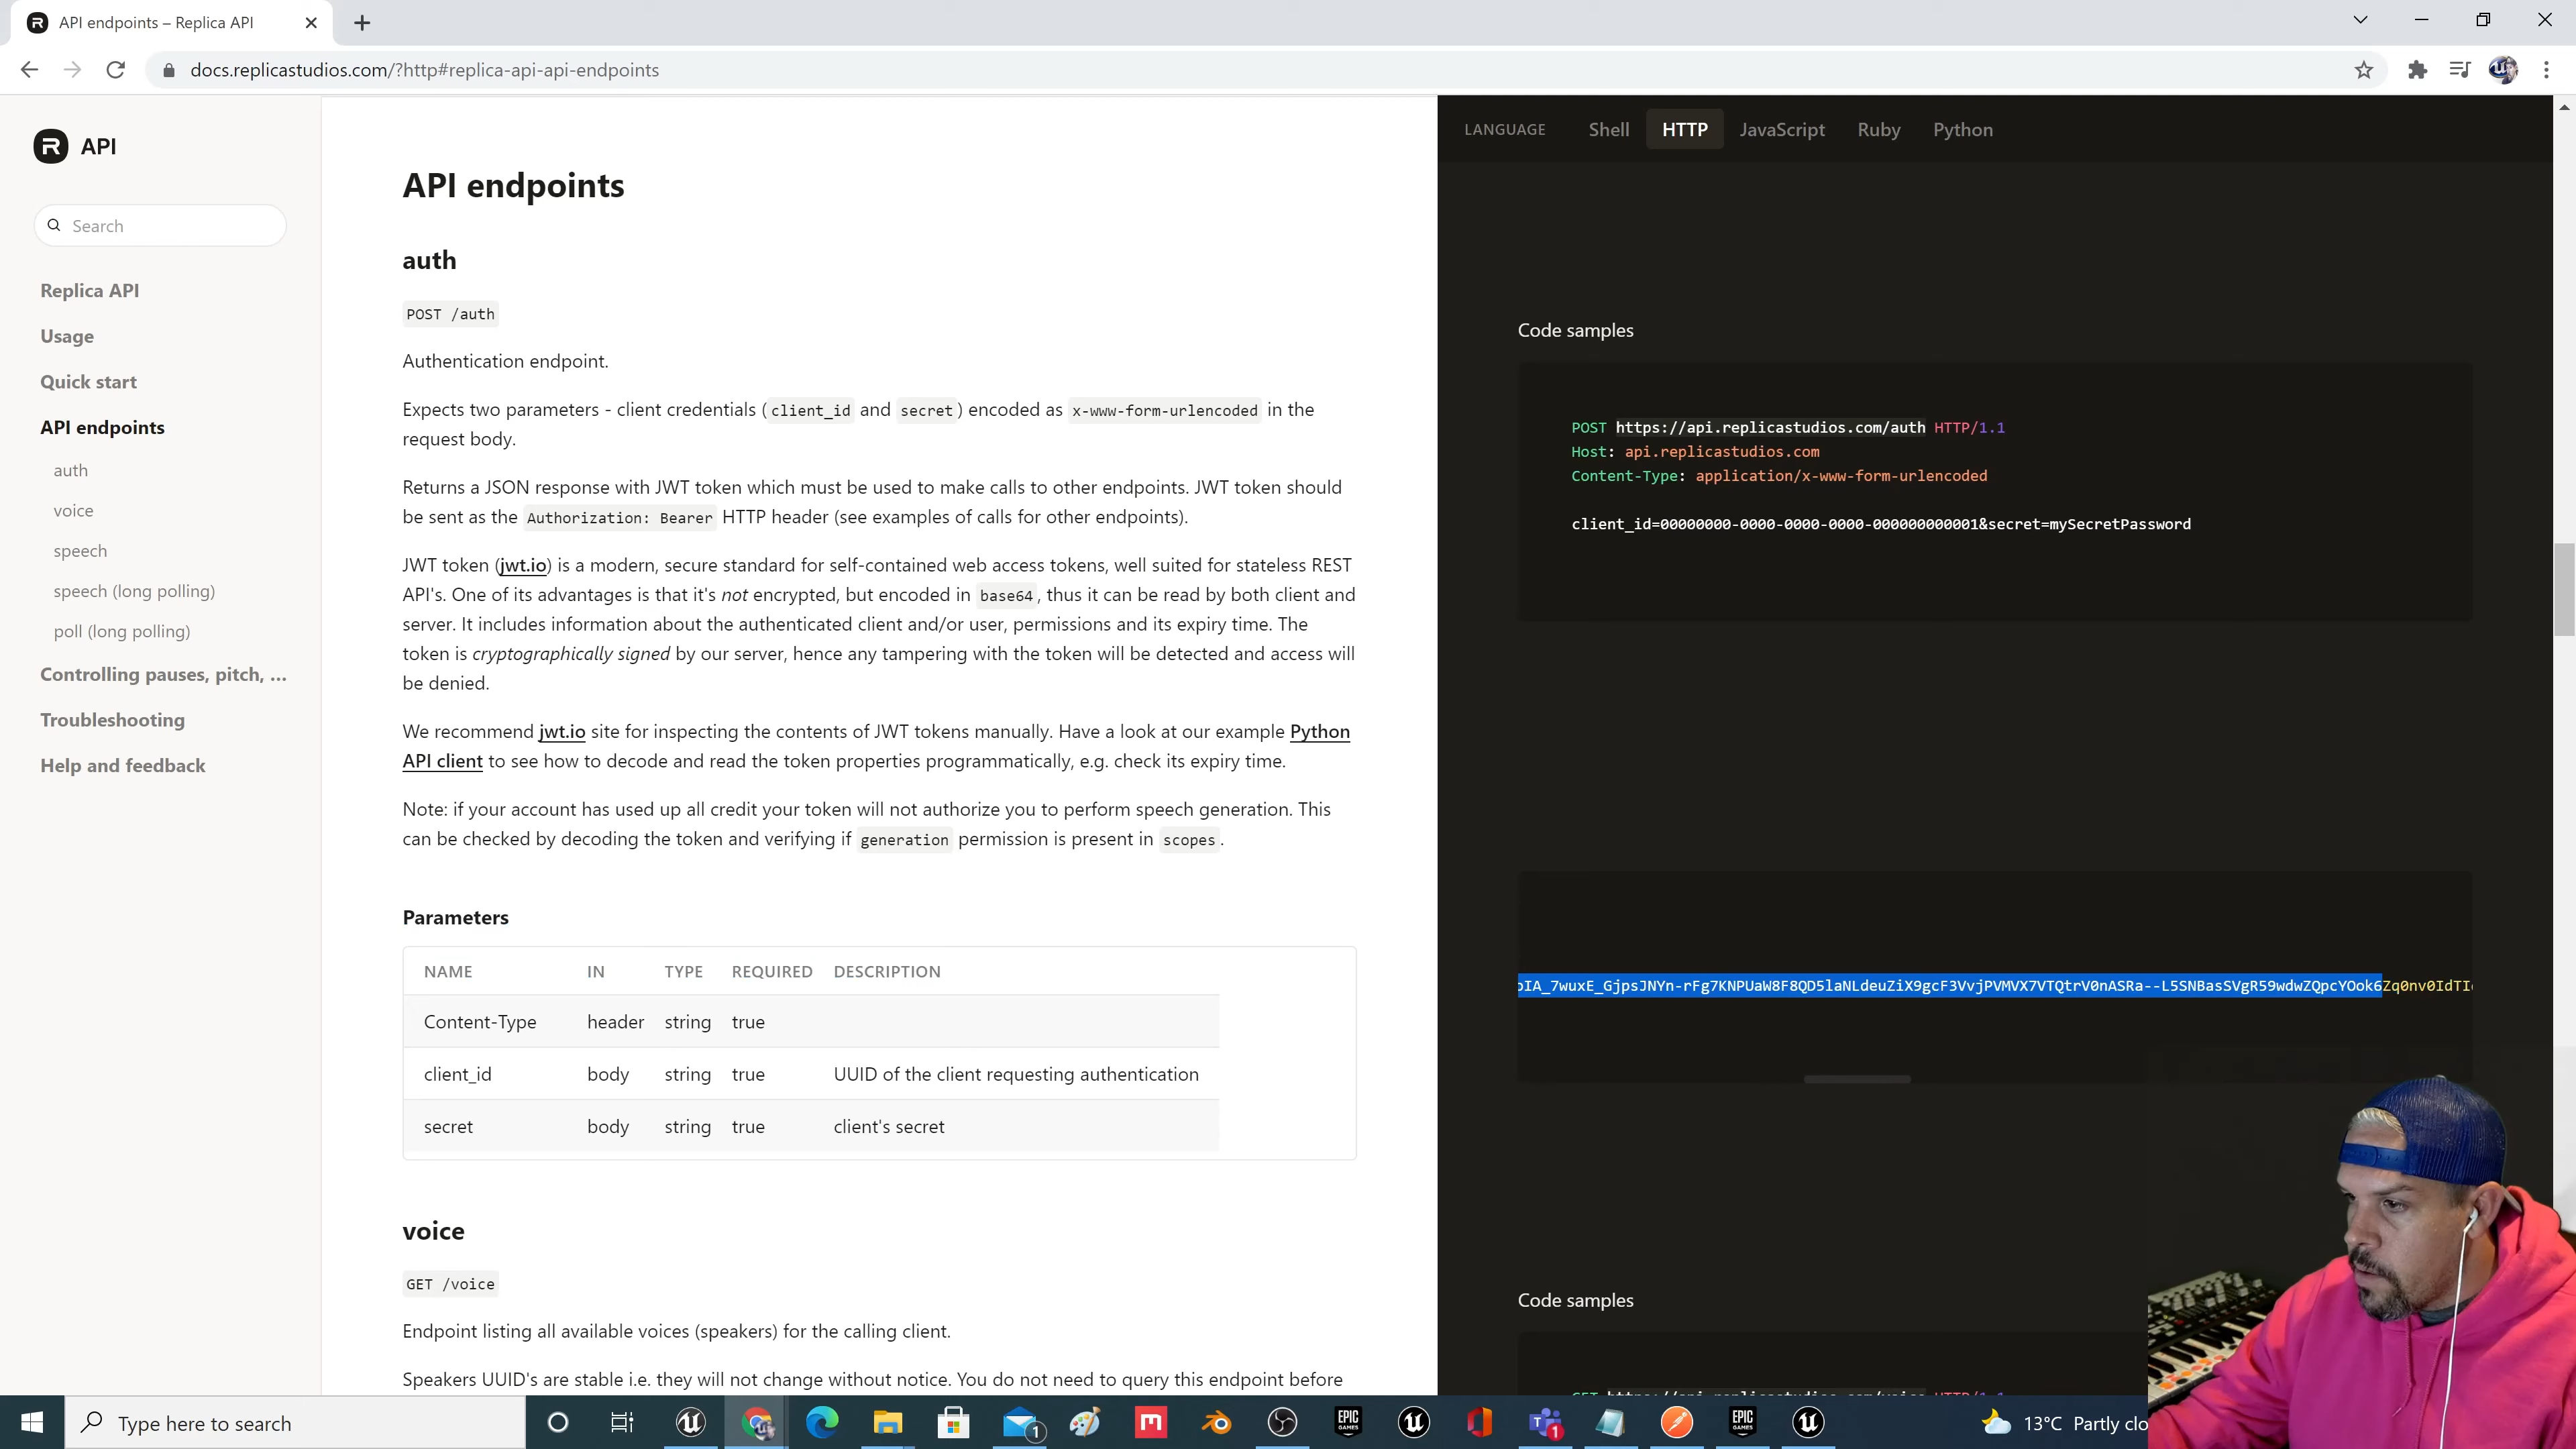 API endpoints – Replica API
docs.replicastudios.com/?http#replica-api-api-endpoints
R API
Search
Replica API
Usage
Quick start
API endpoints
auth
voice
speech
speech (long polling)
poll (long polling)
Controlling pauses, pitch, ...
Troubleshooting
Help and feedback
API endpoints
auth
POST /auth
Authentication endpoint.
Expects two parameters - client credentials ( client_id and secret ) encoded as x-www-form-urlencoded in the
request body.
Returns a JSON response with JWT token which must be used to make calls to other endpoints. JWT token should
be sent as the Authorization: Bearer HTTP header (see examples of calls for other endpoints).
JWT token (jwt.io) is a modern, secure standard for self-contained web access tokens, well suited for stateless REST
API's. One of its advantages is that it's not encrypted, but encoded in base64 , thus it can be read by both client and
server. It includes information about the authenticated client and/or user, permissions and its expiry time. The
token is cryptographically signed by our server, hence any tampering with the token will be detected and access will
be denied.
We recommend jwt.io site for inspecting the contents of JWT tokens manually. Have a look at our example Python
API client to see how to decode and read the token properties programmatically, e.g. check its expiry time.
Note: if your account has used up all credit your token will not authorize you to perform speech generation. This
can be checked by decoding the token and verifying if generation permission is present in scopes .
Parameters
NAME IN TYPE REQUIRED DESCRIPTION
Content-Type header string true
client_id body string true UUID of the client requesting authentication
secret body string true client's secret
voice
GET /voice
Endpoint listing all available voices (speakers) for the calling client.
Speakers UUID's are stable i.e. they will not change without notice. You do not need to query this endpoint before
LANGUAGE Shell HTTP JavaScript Ruby Python
Code samples
POST https://api.replicastudios.com/auth HTTP/1.1
Host: api.replicastudios.com
Content-Type: application/x-www-form-urlencoded
client_id=00000000-0000-0000-0000-000000000001&secret=mySecretPassword
oIA_7wuxE_GjpsJNYn-rFg7KNPUaW8F8QD5laNLdeuZiX9gcF3VvjPVMVX7VTQtrV0nASRa--L5SNBasSVgR59wdwZQpcYOok6Zq0nv0IdTI
Code samples
GET https://api.replicastudios.com/voice HTTP/1.1
Type here to search
1
EPIC GAMES
1
EPIC GAMES
13°C Partly clo